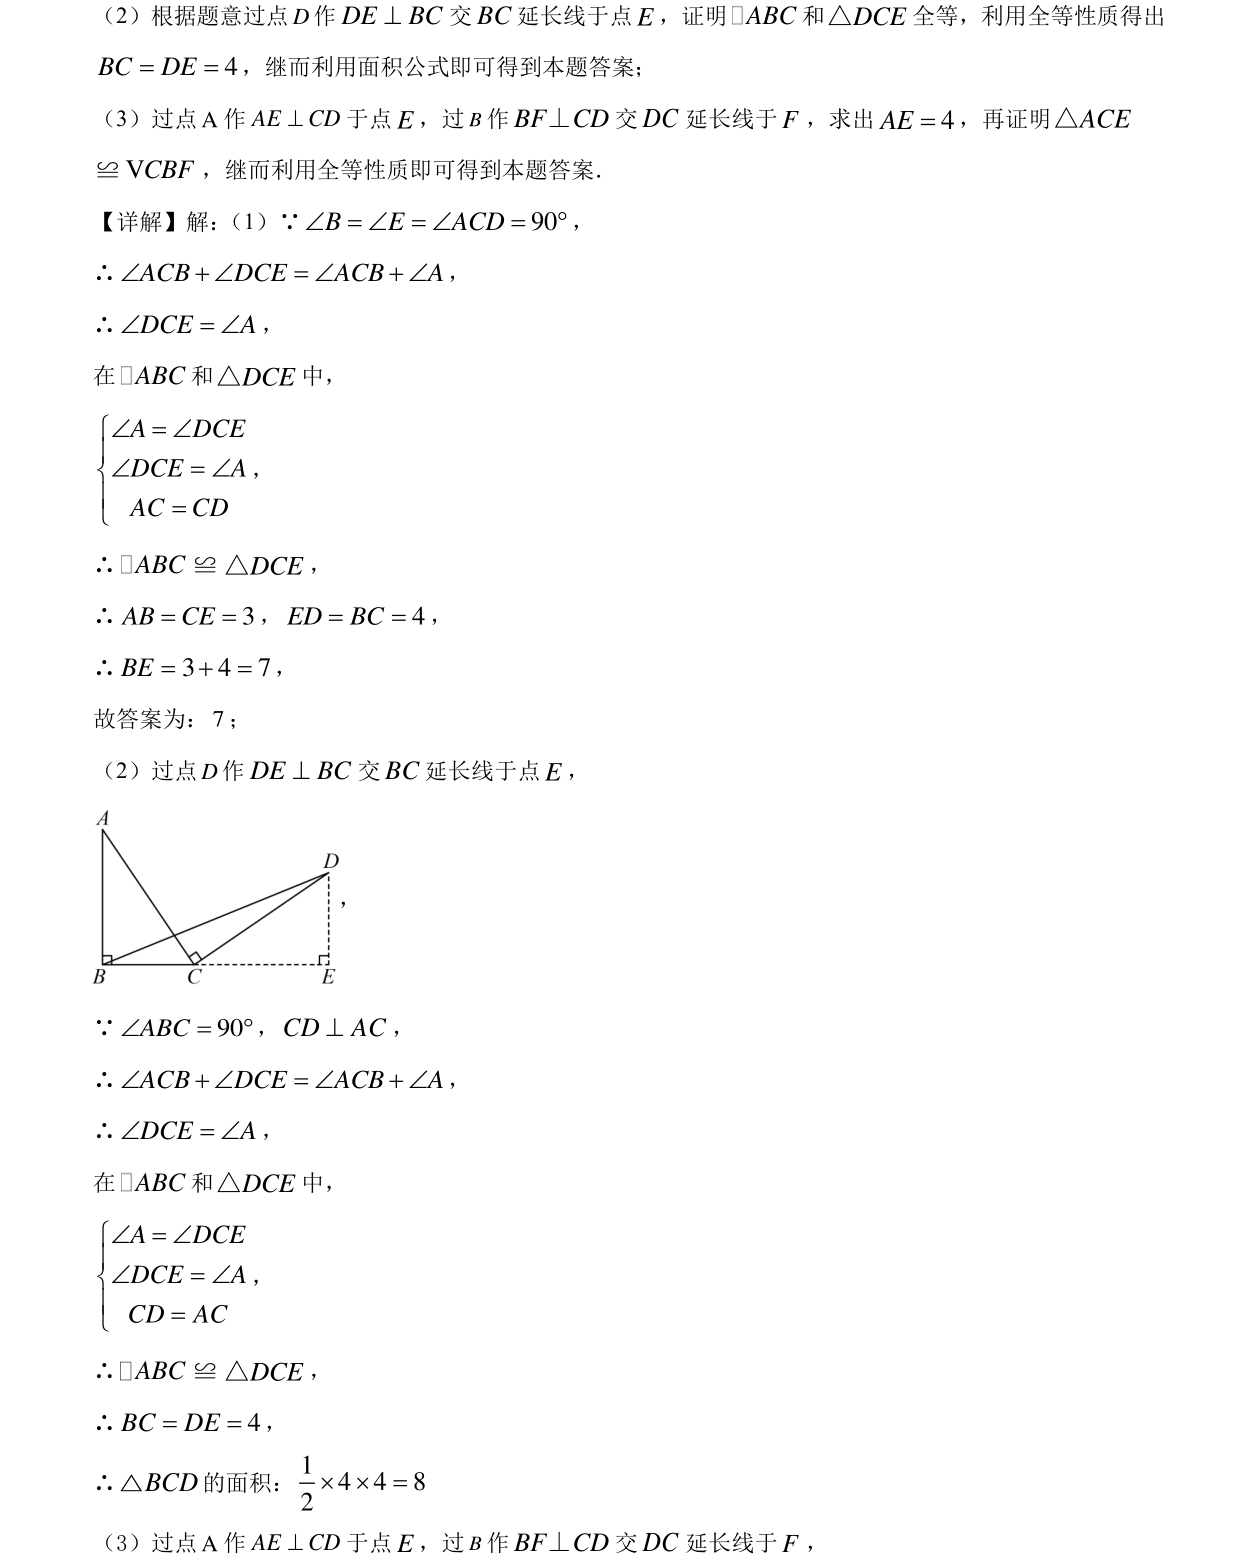 （2）根据题意过点D作DE⊥BC交BC延长线于点E，证明□ABC和△DCE全等，利用全等性质得出
BC=DE=4，继而利用面积公式即可得到本题答案；
（3）过点A作AE⊥CD于点E，过B作BF⊥CD交DC延长线于F，求出AE=4，再证明△ACE
≌VCBF，继而利用全等性质即可得到本题答案．
【详解】解：（1）∵∠B=∠E=∠ACD=90°，
∴∠ACB+∠DCE=∠ACB+∠A，
∴∠DCE=∠A，
在□ABC和△DCE中，
∠A=∠DCE
∠DCE=∠A，
AC=CD
∴□ABC≌△DCE，
∴AB=CE=3，ED=BC=4，
∴BE=3+4=7，
故答案为：7；
（2）过点D作DE⊥BC交BC延长线于点E，
A
D
，
B C E
∵∠ABC=90°，CD⊥AC，
∴∠ACB+∠DCE=∠ACB+∠A，
∴∠DCE=∠A，
在□ABC和△DCE中，
∠A=∠DCE
∠DCE=∠A，
CD=AC
∴□ABC≌△DCE，
∴BC=DE=4，
∴△BCD的面积：1/2×4×4=8
（3）过点A作AE⊥CD于点E，过B作BF⊥CD交DC延长线于F，